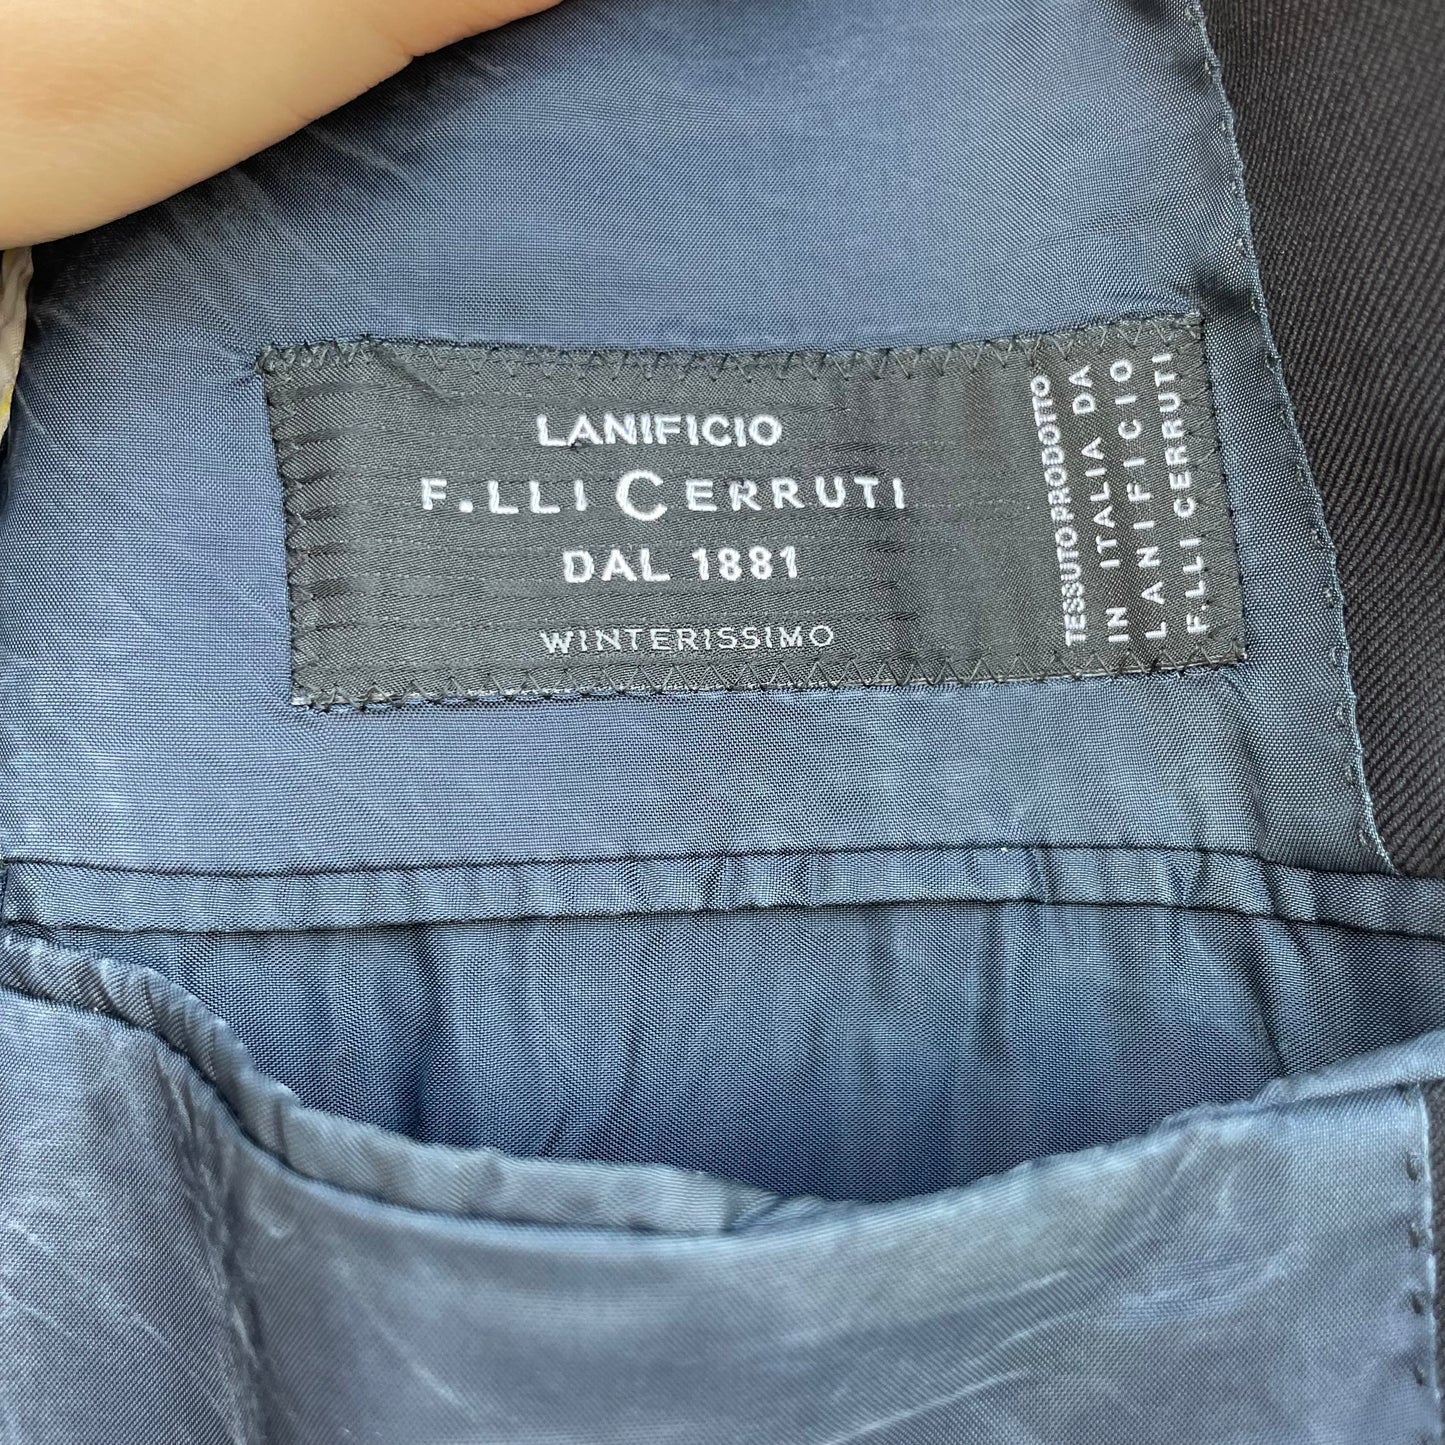 LANIFICIO
F.LLI CERRUTI
DAL 1881
WINTERISSIMO
TESSUTO PRODOTTO
IN ITALIA DA
LANIFICIO
F.LLI CERRUTI